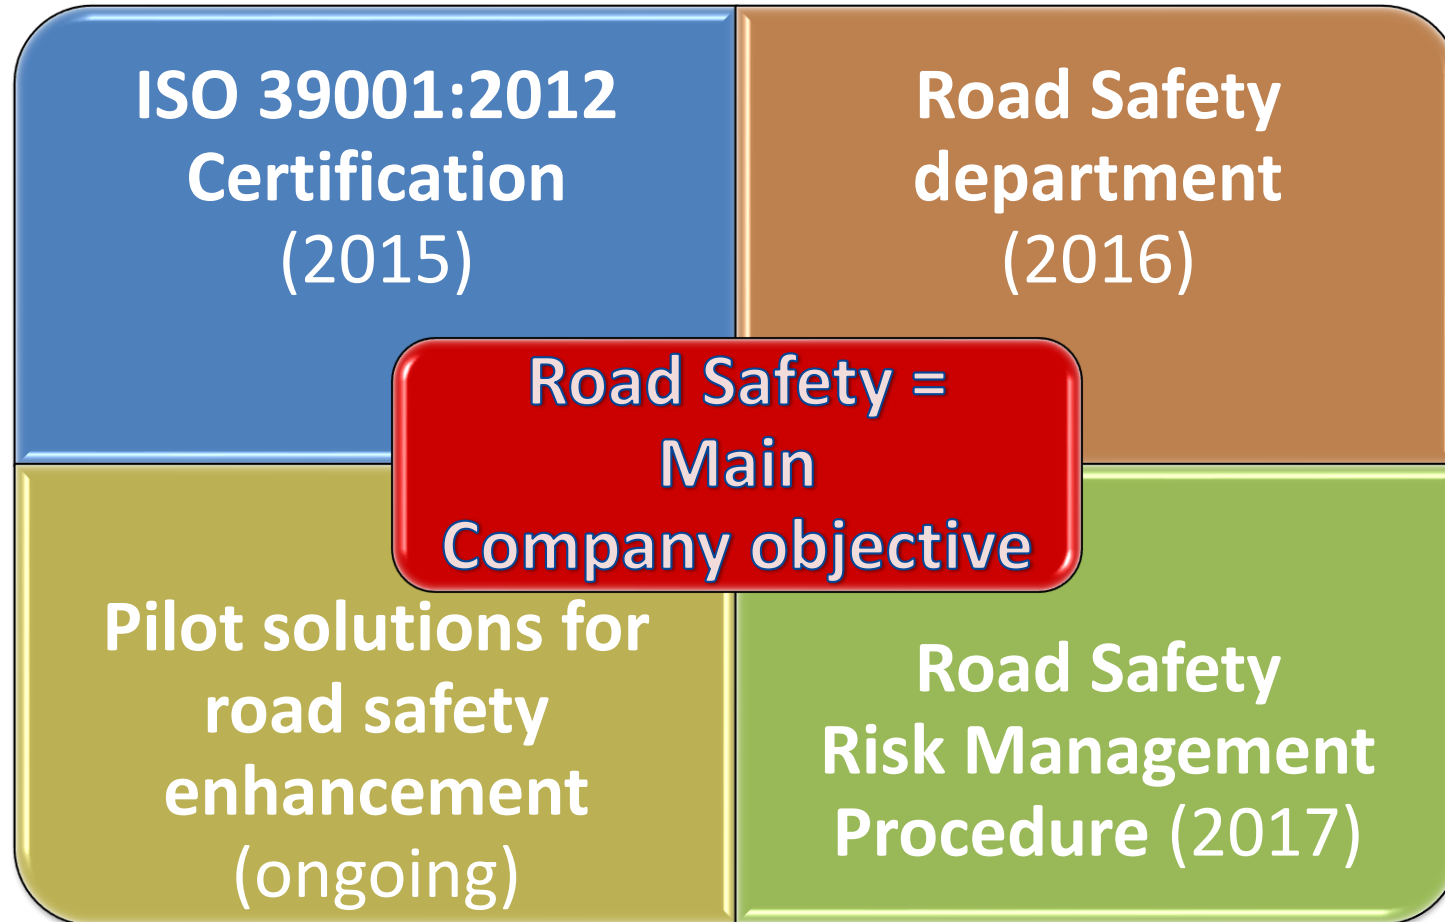 ISO 39001:2012
Certification
(2015)
Road Safety
department
(2016)
Road Safety =
Main
Company objective
Pilot solutions for
road safety
enhancement
(ongoing)
Road Safety
Risk Management
Procedure (2017)